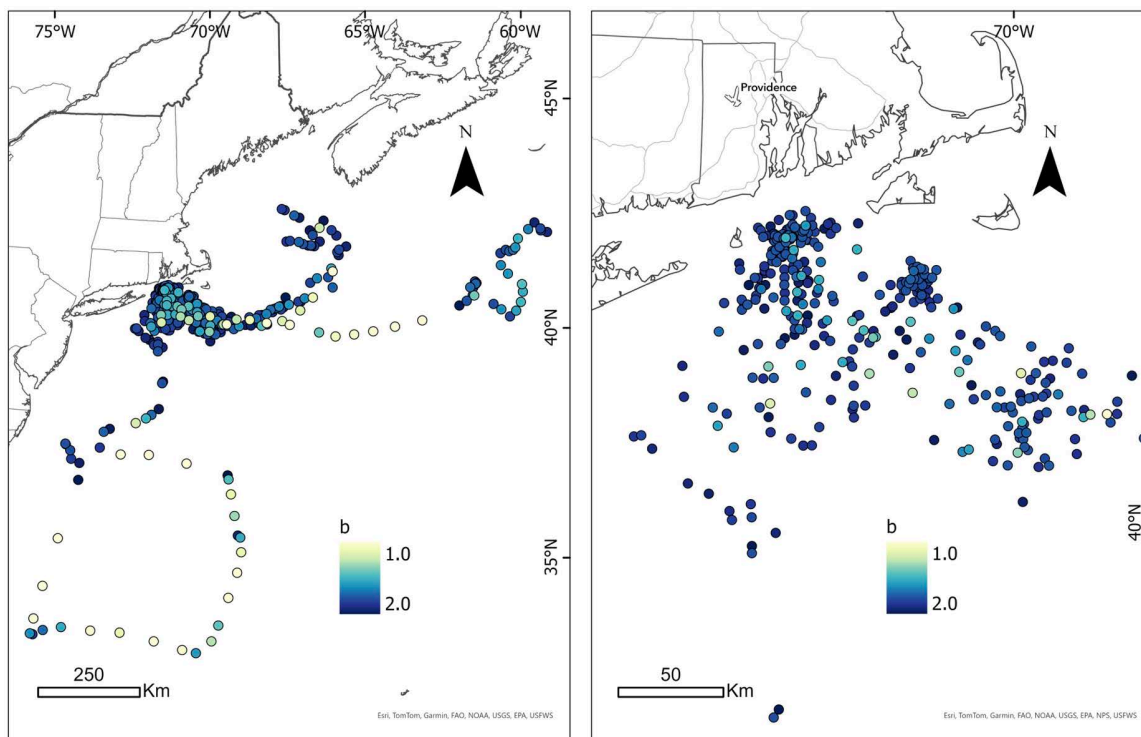 75°W 70°W 65°W 60°W
45°N
N
40°N
35°N
b
1.0
2.0
250
Km
Esri, TomTom, Garmin, FAO, NOAA, USGS, EPA, USFWS
70°W
Providence
N
40°N
b
1.0
2.0
50
Km
Esri, TomTom, Garmin, FAO, NOAA, USGS, EPA, NPS, USFWS